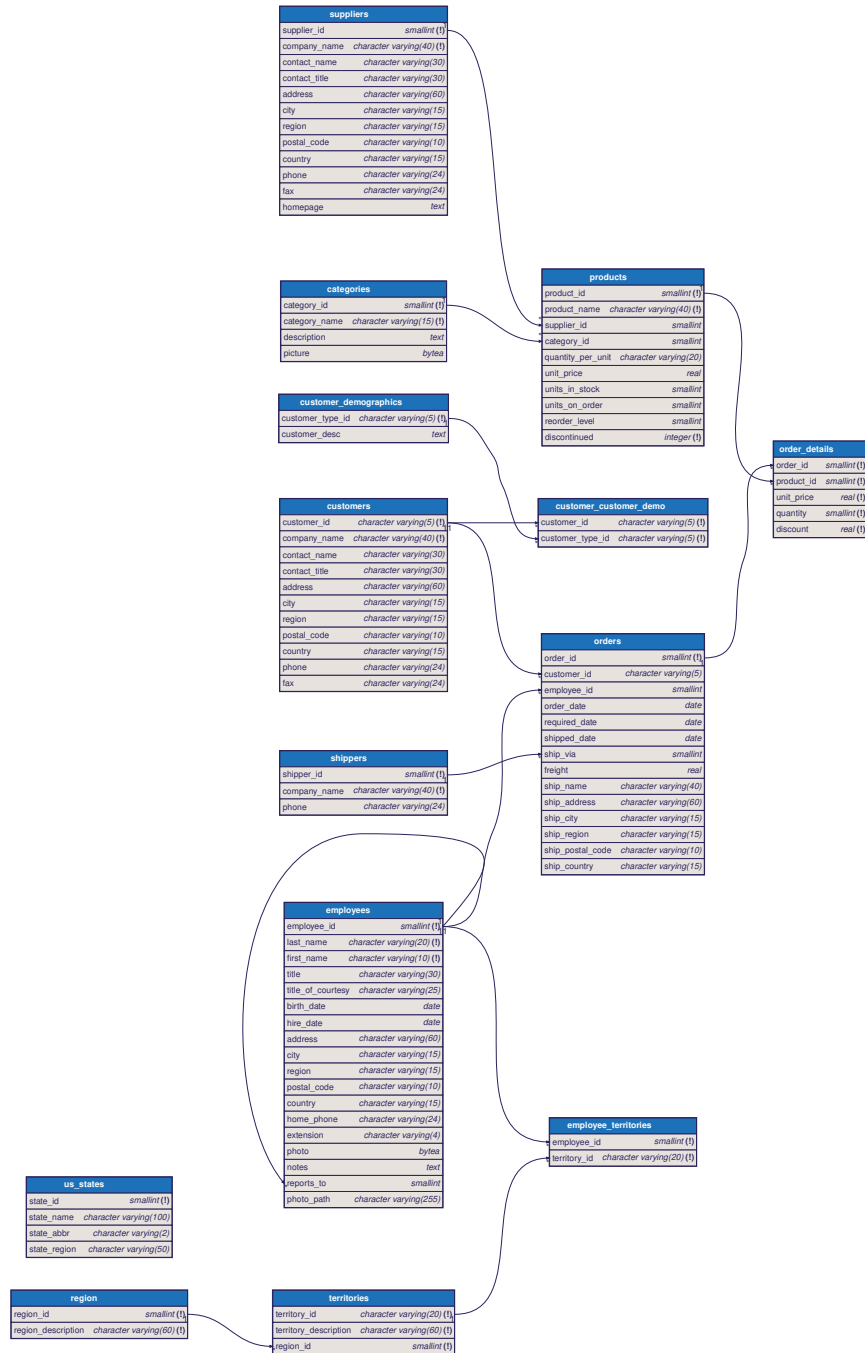 suppliers
supplier_id smallint (!)
company_name character varying(40) (!)
contact_name character varying(30)
contact_title character varying(30)
address character varying(60)
city character varying(15)
region character varying(15)
postal_code character varying(10)
country character varying(15)
phone character varying(24)
fax character varying(24)
homepage text
categories
category_id smallint (!)
category_name character varying(15) (!)
description text
picture bytea
products
product_id smallint (!)
product_name character varying(40) (!)
supplier_id smallint
category_id smallint
quantity_per_unit character varying(20)
unit_price real
units_in_stock smallint
units_on_order smallint
reorder_level smallint
discontinued integer (!)
customer_demographics
customer_type_id character varying(5) (!)
customer_desc text
order_details
order_id smallint (!)
product_id smallint (!)
unit_price real (!)
quantity smallint (!)
discount real (!)
customers
customer_id character varying(5) (!)
company_name character varying(40) (!)
contact_name character varying(30)
contact_title character varying(30)
address character varying(60)
city character varying(15)
region character varying(15)
postal_code character varying(10)
country character varying(15)
phone character varying(24)
fax character varying(24)
customer_customer_demo
customer_id character varying(5) (!)
customer_type_id character varying(5) (!)
orders
order_id smallint (!)
customer_id character varying(5)
employee_id smallint
order_date date
required_date date
shipped_date date
ship_via smallint
freight real
ship_name character varying(40)
ship_address character varying(60)
ship_city character varying(15)
ship_region character varying(15)
ship_postal_code character varying(10)
ship_country character varying(15)
shippers
shipper_id smallint (!)
company_name character varying(40) (!)
phone character varying(24)
employees
employee_id smallint (!)
last_name character varying(20) (!)
first_name character varying(10) (!)
title character varying(30)
title_of_courtesy character varying(25)
birth_date date
hire_date date
address character varying(60)
city character varying(15)
region character varying(15)
postal_code character varying(10)
country character varying(15)
home_phone character varying(24)
extension character varying(4)
photo bytea
notes text
reports_to smallint
photo_path character varying(255)
employee_territories
employee_id smallint (!)
territory_id character varying(20) (!)
us_states
state_id smallint (!)
state_name character varying(100)
state_abbr character varying(2)
state_region character varying(50)
region
region_id smallint (!)
region_description character varying(60) (!)
territories
territory_id character varying(20) (!)
territory_description character varying(60) (!)
region_id smallint (!)